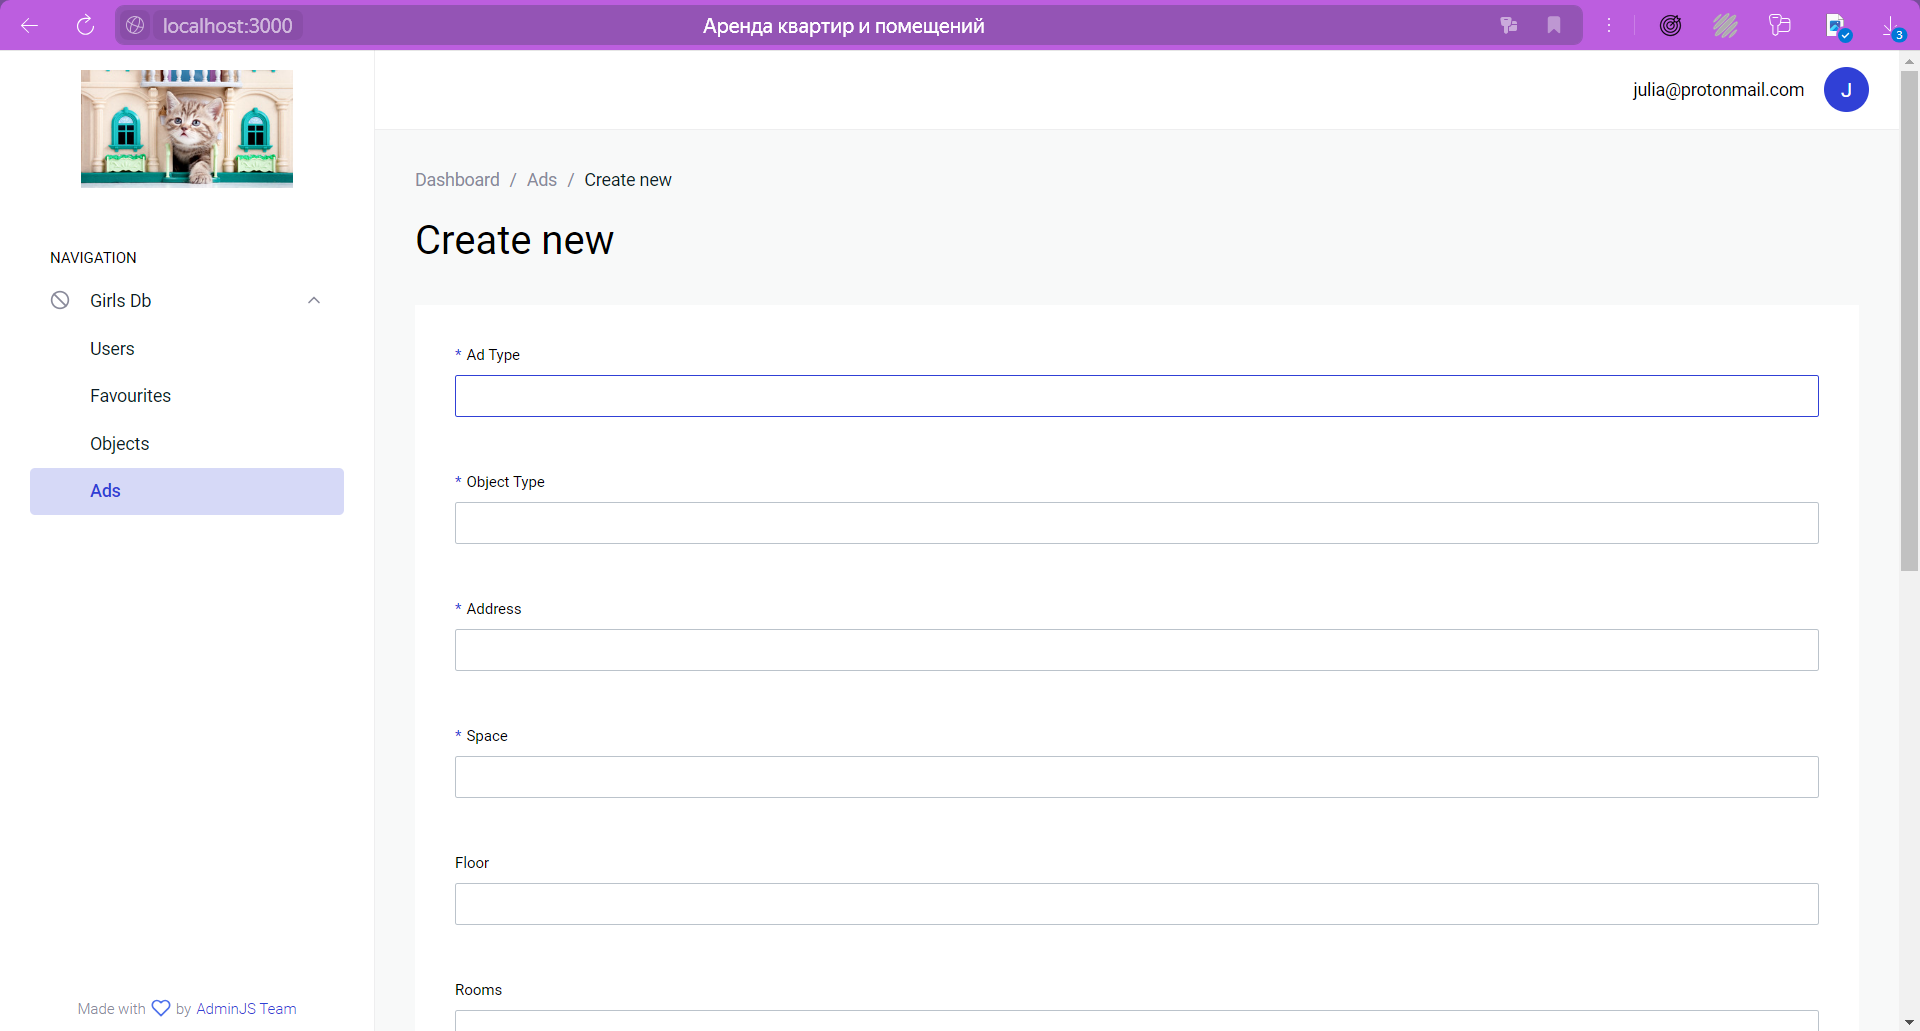 localhost:3000
Аренда квартир и помещений
3
julia@protonmail.com
J
NAVIGATION
Girls Db
Users
Favourites
Objects
Ads
Made with by AdminJS Team
Dashboard / Ads / Create new
Create new
* Ad Type
* Object Type
* Address
* Space
Floor
Rooms